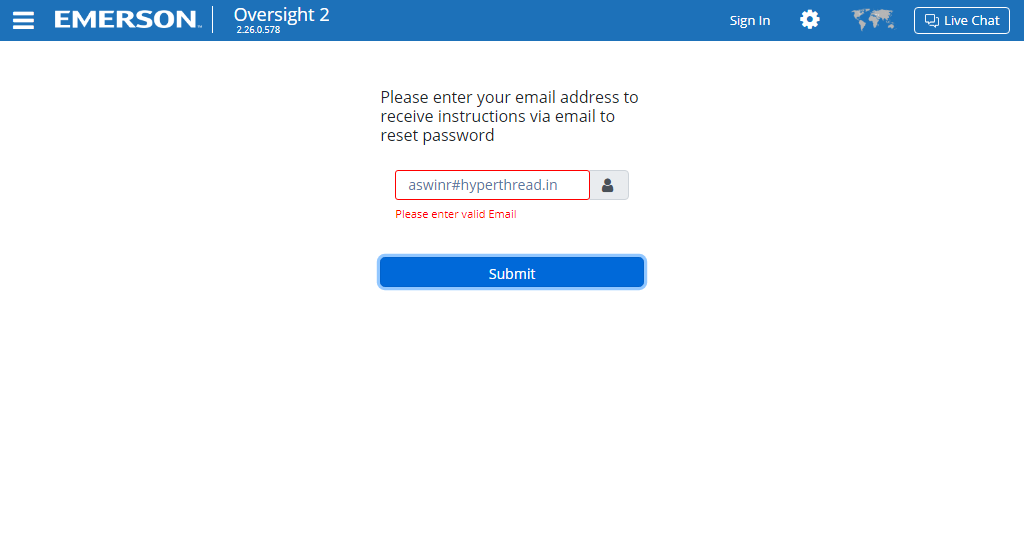 EMERSON
Oversight 2
2.26.0.578
Sign In
Live Chat
Please enter your email address to
receive instructions via email to
reset password
aswinr#hyperthread.in
Please enter valid Email
Submit